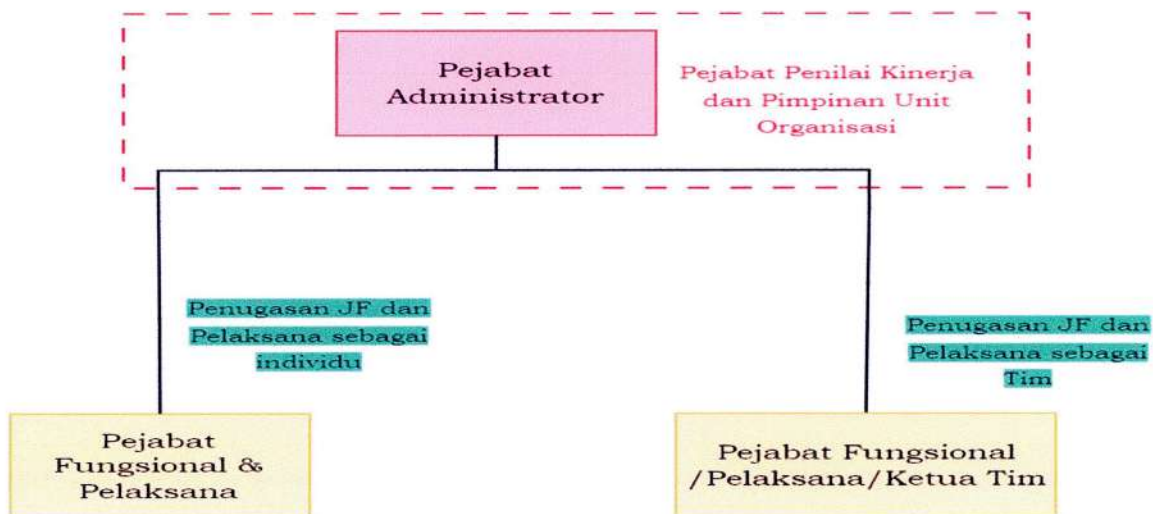 Pejabat
Administrator
Pejabat Penilai Kinerja
dan Pimpinan Unit
Organisasi
Penugasan JF dan
Pelaksana sebagai
individu
Penugasan JF dan
Pelaksana sebagai
Tim
Pejabat
Fungsional &
Pelaksana
Pejabat Fungsional
/Pelaksana/Ketua Tim